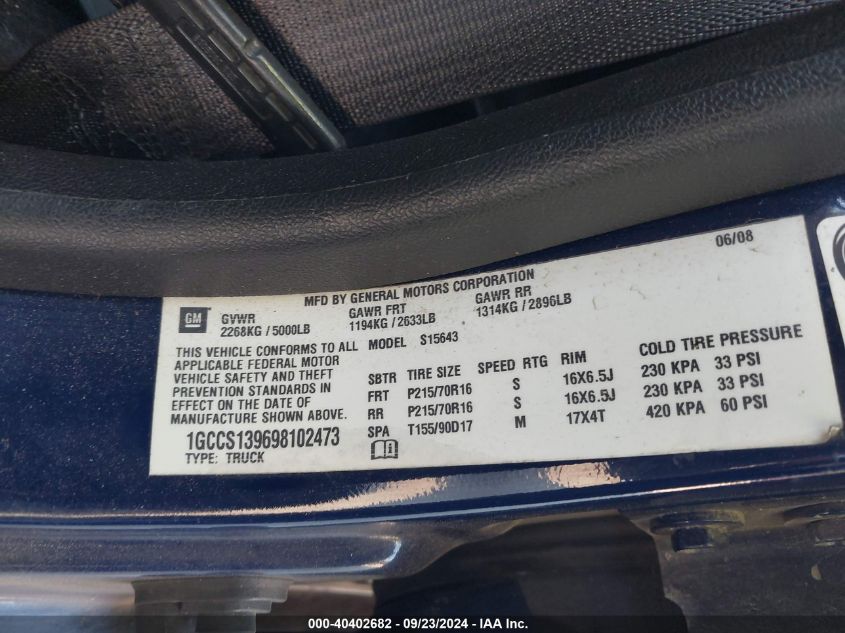 06/08
MFD BY GENERAL MOTORS CORPORATION
GM GVWR GAWR FRT GAWR RR
2268KG / 5000LB 1194KG / 2633LB 1314KG / 2896LB
THIS VEHICLE CONFORMS TO ALL MODEL S15643
APPLICABLE FEDERAL MOTOR
VEHICLE SAFETY AND THEFT
PREVENTION STANDARDS IN
EFFECT ON THE DATE OF
MANUFACTURE SHOWN ABOVE.
SBTR TIRE SIZE SPEED RTG RIM COLD TIRE PRESSURE
FRT P215/70R16 S 16X6.5J 230 KPA 33 PSI
RR P215/70R16 S 16X6.5J 230 KPA 33 PSI
SPA T155/90D17 M 17X4T 420 KPA 60 PSI
1GCCS139698102473
TYPE: TRUCK
000-40402682 - 09/23/2024 - IAA Inc.